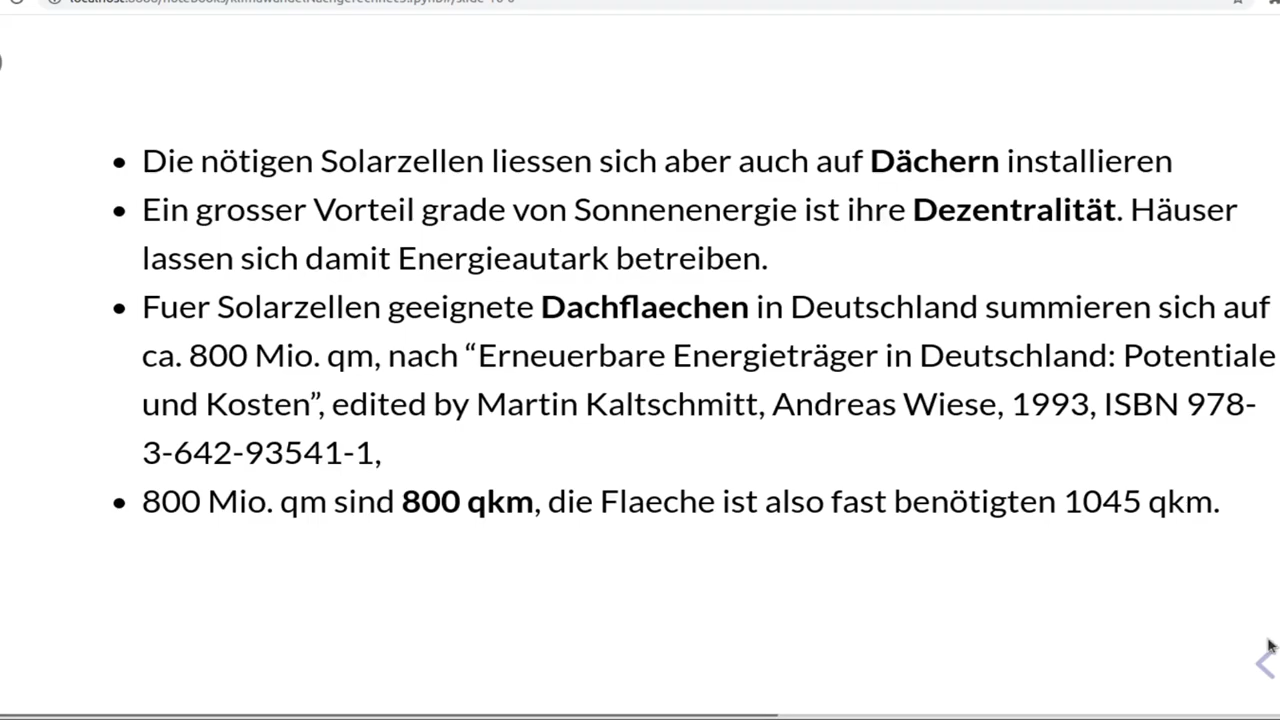 • Die nötigen Solarzellen liessen sich aber auch auf Dächern installieren
• Ein grosser Vorteil grade von Sonnenenergie ist ihre Dezentralität. Häuser
lassen sich damit Energieautark betreiben.
• Fuer Solarzellen geeignete Dachflaechen in Deutschland summieren sich auf
ca. 800 Mio. qm, nach “Erneuerbare Energieträger in Deutschland: Potentiale
und Kosten”, edited by Martin Kaltschmitt, Andreas Wiese, 1993, ISBN 978-
3-642-93541-1,
• 800 Mio. qm sind 800 qkm, die Flaeche ist also fast benötigten 1045 qkm.